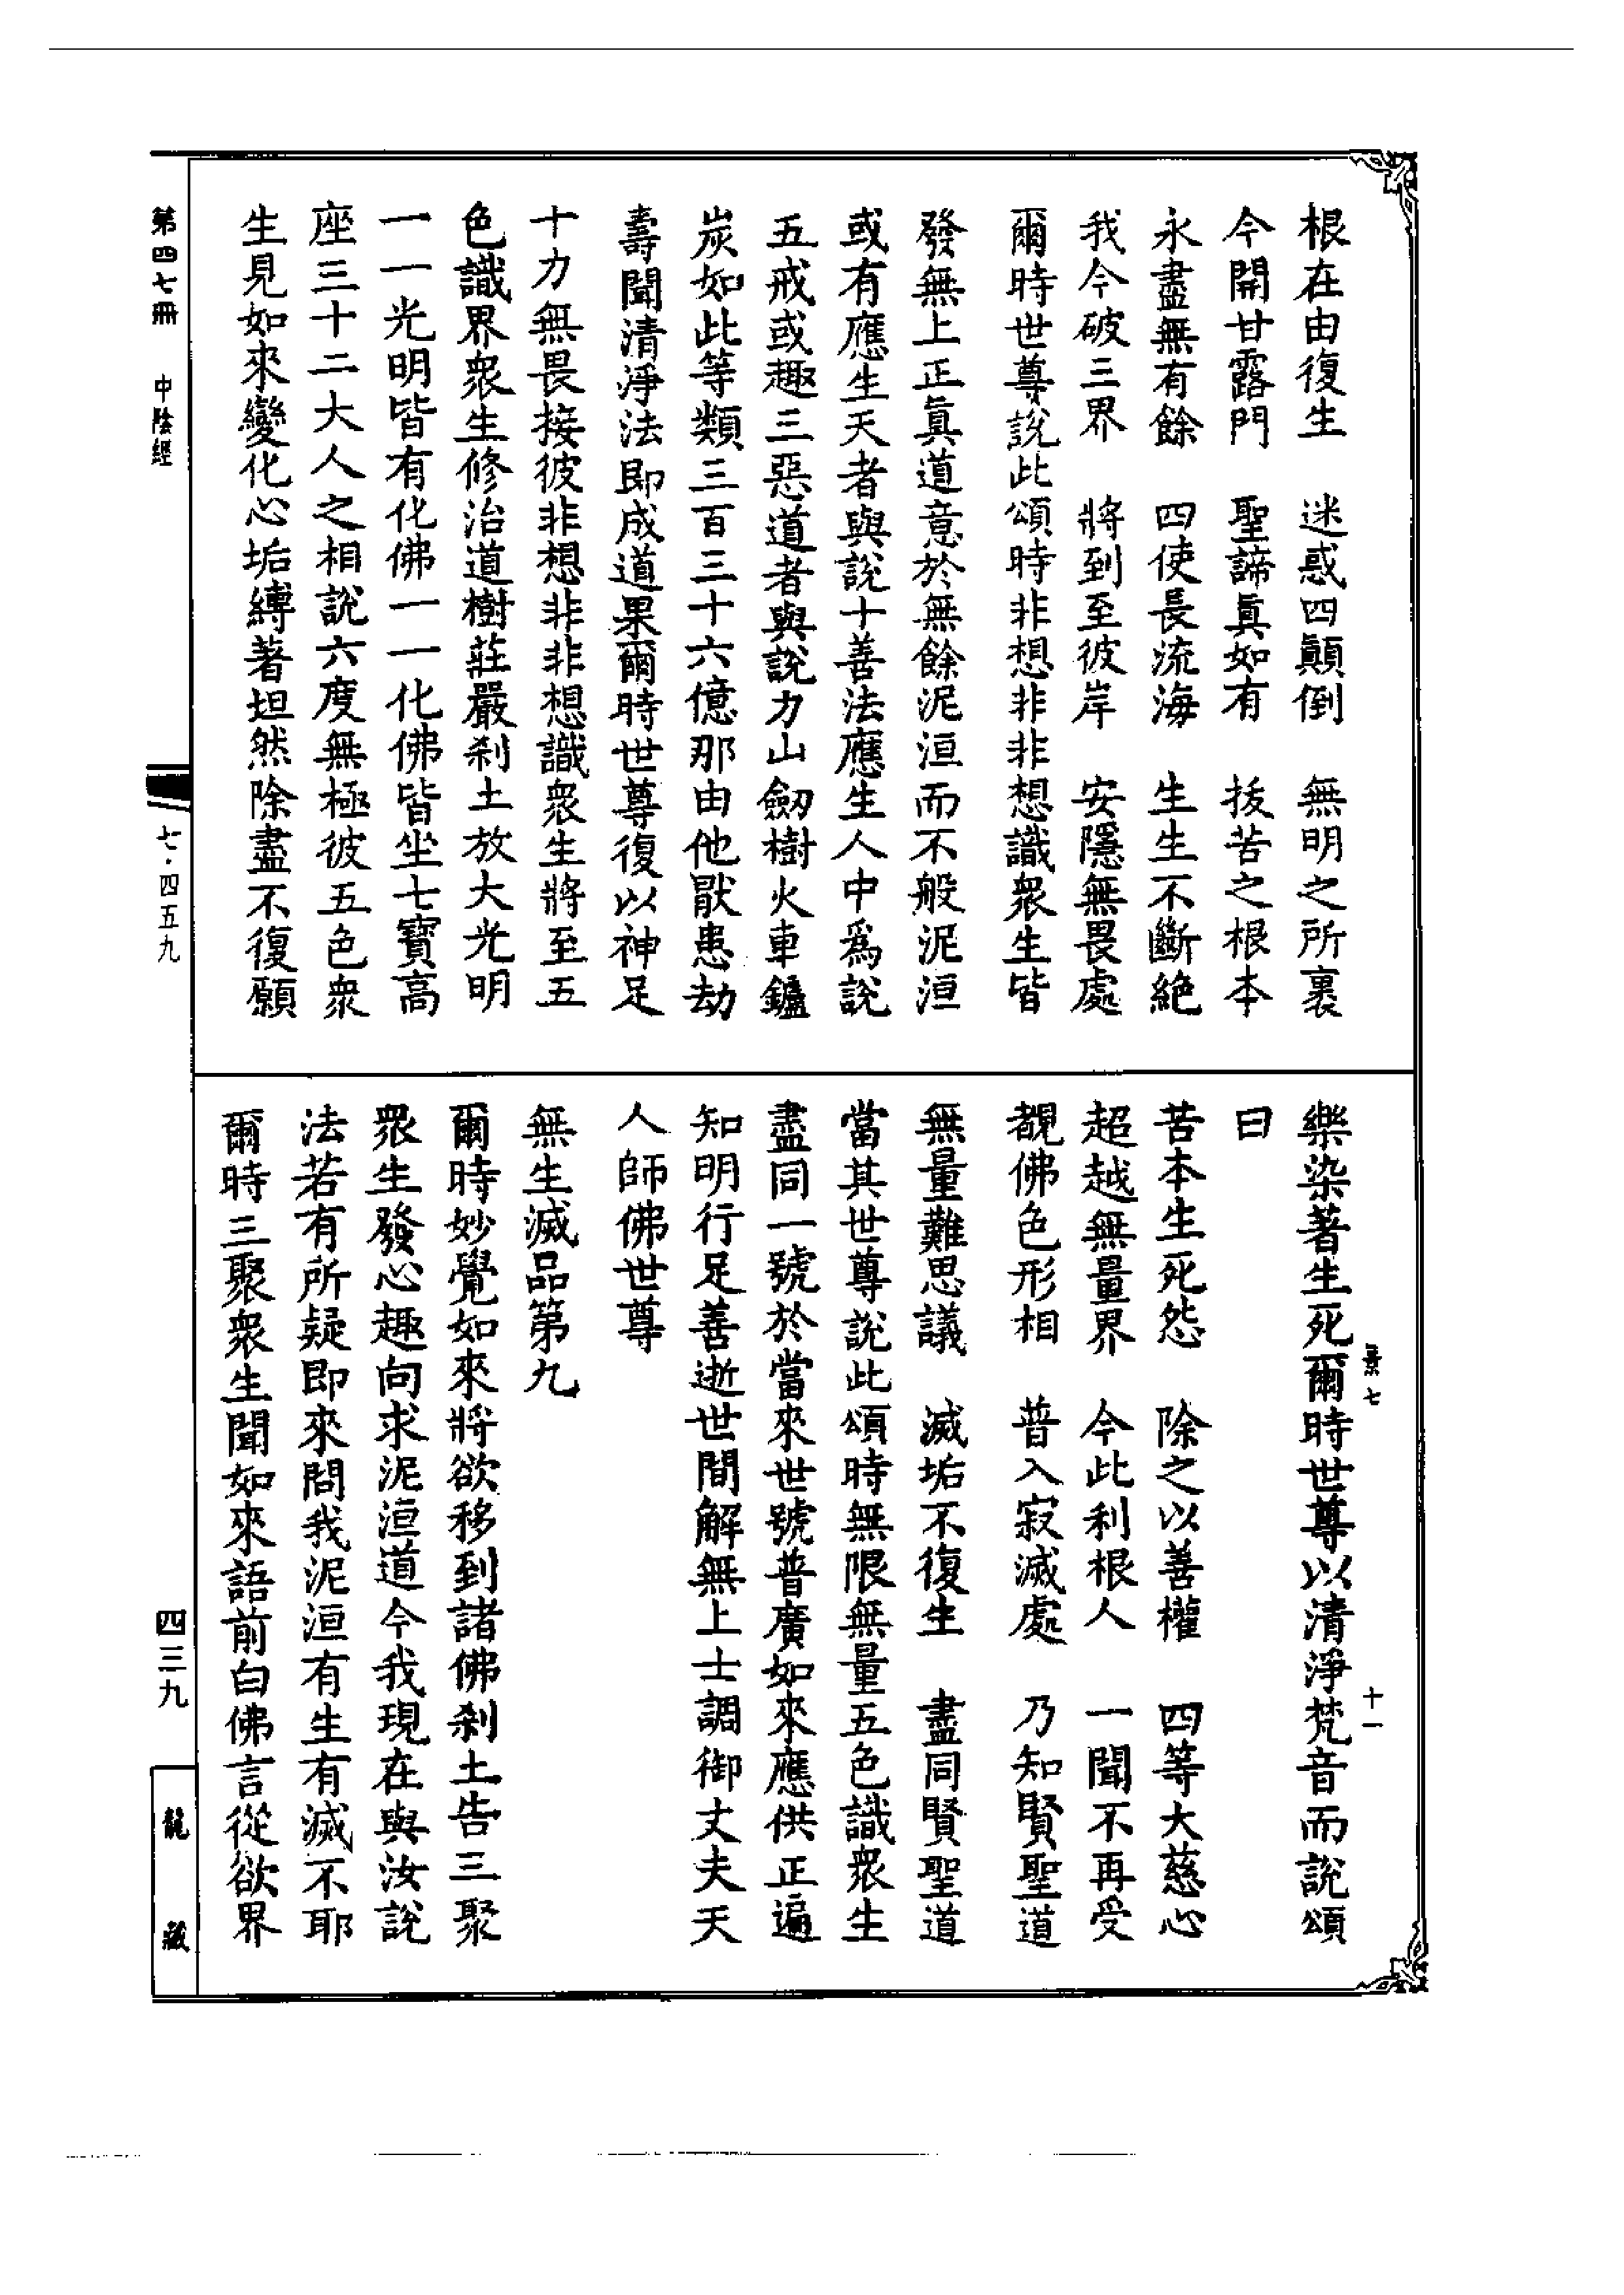 根在由復生　迷惑四顛倒　無明之所裏
今開甘露門　聖諦眞如有　拔苦之根本
永盡無有餘　四使長流海　生生不斷絕
我今破三界　將到至彼岸　安隱無畏處
爾時世尊說此頌時非想非非想識衆生皆
發無上正眞道意於無餘泥洹而不般泥洹
或有應生天者與說十善法應生人中爲說
五戒或趣三惡道者與說力山劒樹火車鑪
炭如此等類三百三十六億那由他厭患劫
壽聞清淨法即成道果爾時世尊復以神足
十力無畏接彼非想非非想識衆生將至五
色識界衆生修治道樹莊嚴刹土放大光明
一一光明皆有化佛一一化佛皆坐七寶高
座三十二大人之相說六度無極彼五色衆
生見如來變化心垢縛著坦然除盡不復願
樂染著生死爾時世尊以清淨梵音而說頌
曰
苦本生死怨　除之以善權　四等大慈心
超越無量界　今此利根人　一聞不再受
覩佛色形相　普入寂滅處　乃知賢聖道
無量難思議　滅垢不復生　盡同賢聖道
當其世尊說此頌時無限無量五色識衆生
盡同一號於當來世號普廣如來應供正遍
知明行足善逝世間解無上士調御丈夫天
人師佛世尊
無生滅品第九
爾時妙覺如來將欲移到諸佛刹土告三聚
衆生發心趣向求泥洹道今我現在與汝說
法若有所疑即來問我泥洹有生有滅不耶
爾時三聚衆生聞如來語前白佛言從欲界
景七　十一
第四七冊　中陰經
七·四五九
四三九
龍藏